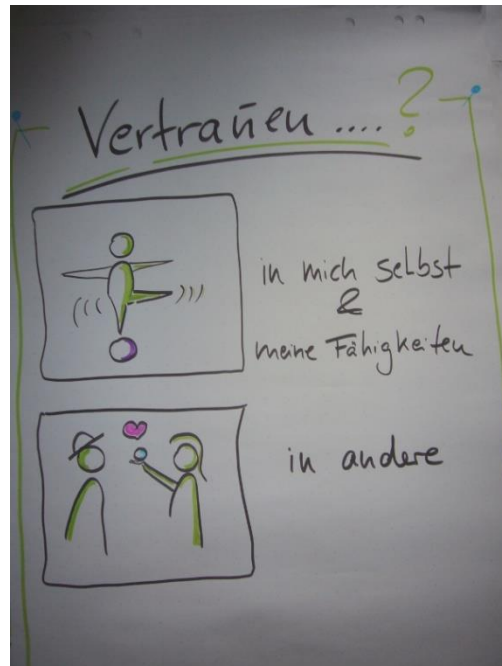 Vertrauen .... ?
in mich selbst
&
meine Fähigkeiten
in andere